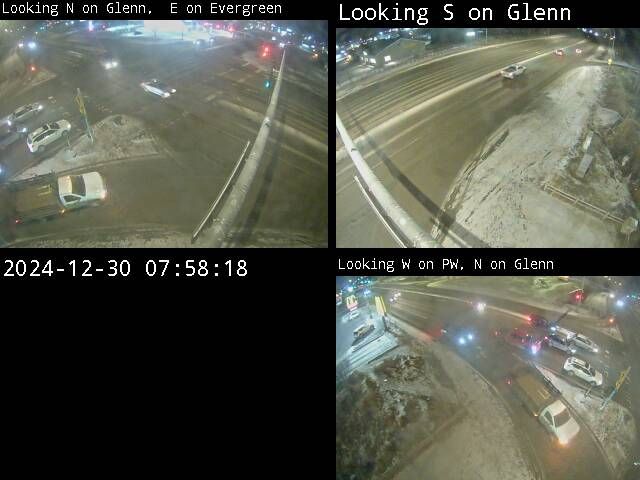 Looking N on Glenn,  E on Evergreen
Looking S on Glenn
2024-12-30 07:58:18
Looking W on PW, N on Glenn